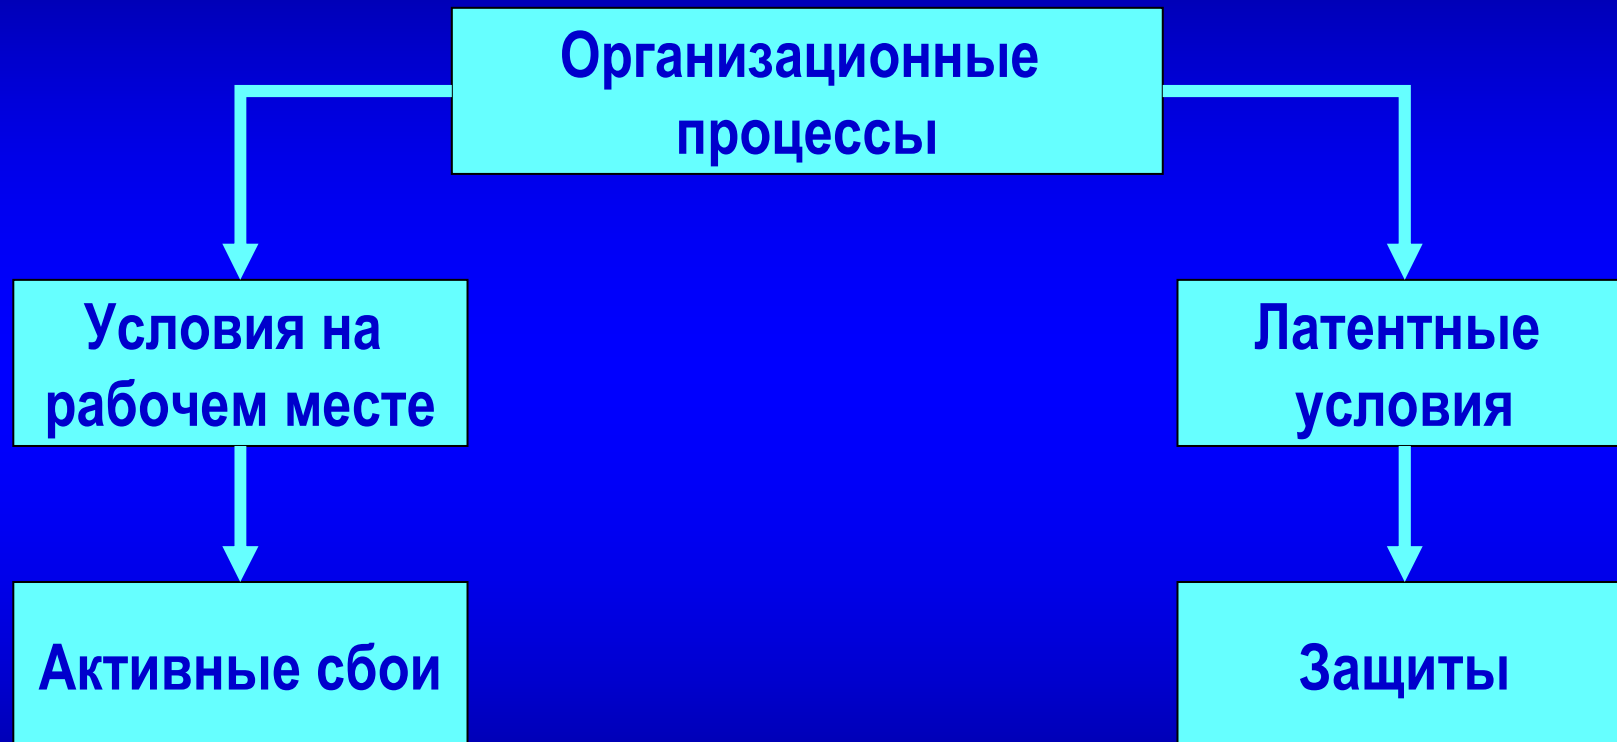 Организационные
процессы
Условия на
рабочем месте
Латентные
условия
Активные сбои
Защиты